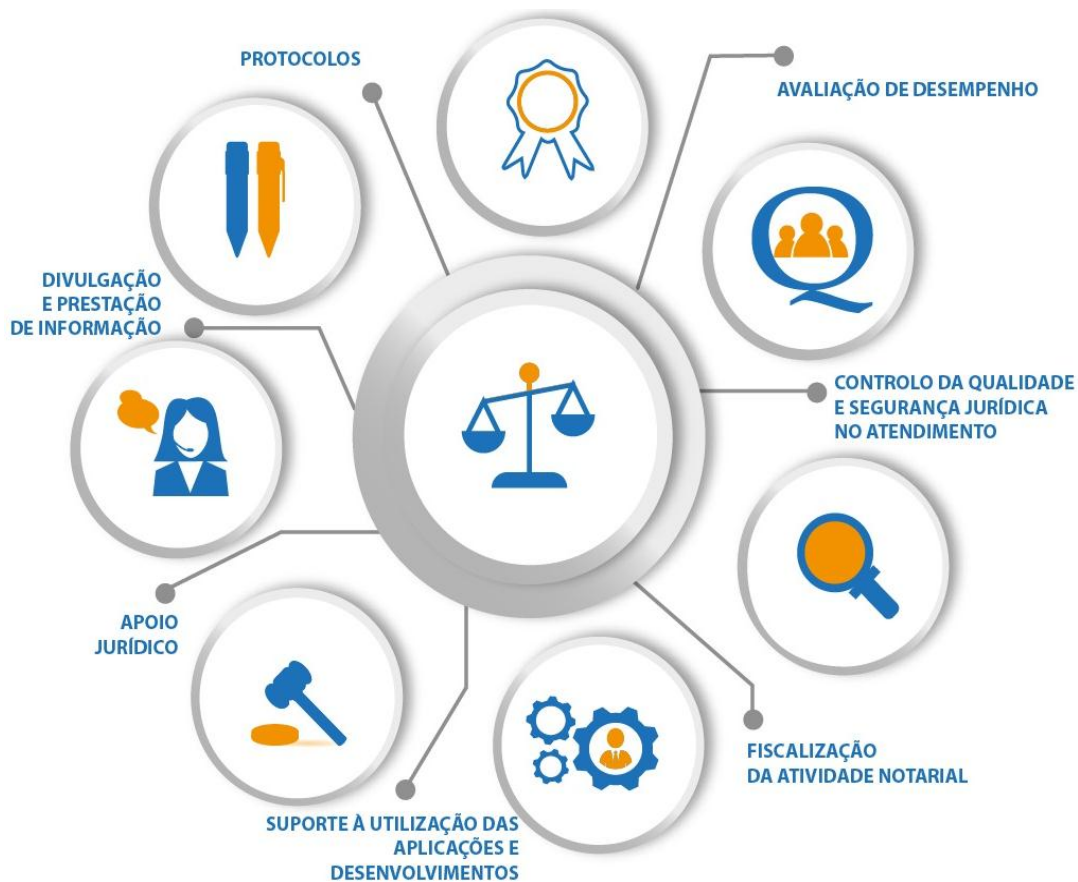 PROTOCOLOS
AVALIAÇÃO DE DESEMPENHO
DIVULGAÇÃO
E PRESTAÇÃO
DE INFORMAÇÃO
CONTROLO DA QUALIDADE
E SEGURANÇA JURÍDICA
NO ATENDIMENTO
APOIO
JURÍDICO
FISCALIZAÇÃO
DA ATIVIDADE NOTARIAL
SUPORTE À UTILIZAÇÃO DAS
APLICAÇÕES E
DESENVOLVIMENTOS